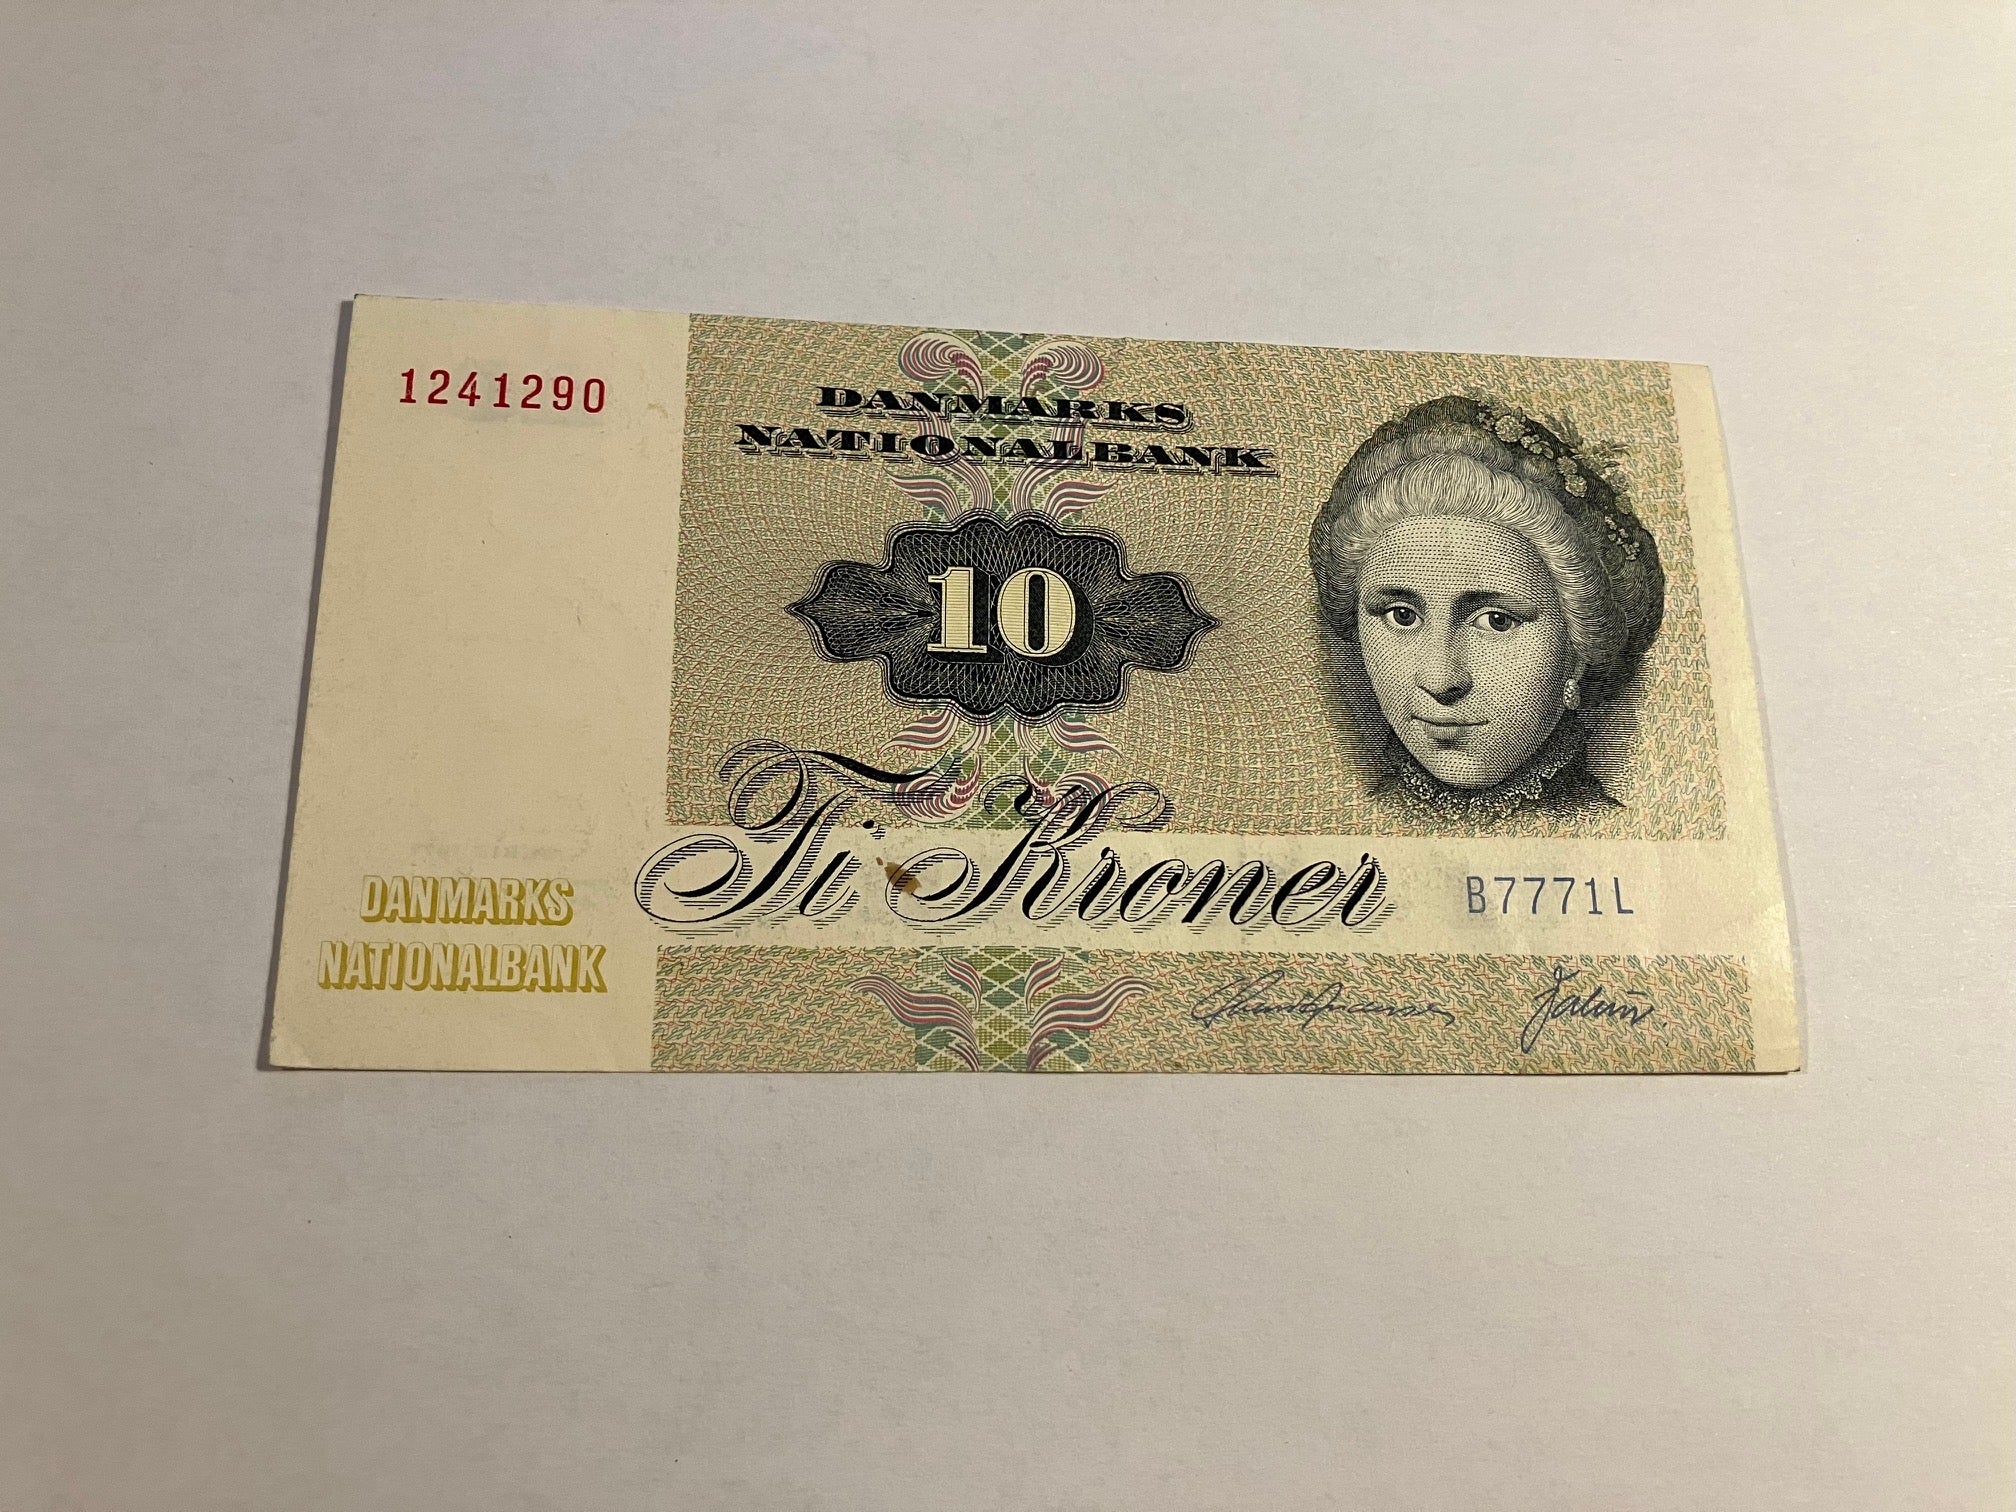 1241290
DANMARKS
NATIONALBANK
10
Ti Kroner
B7771L
DANMARKS
NATIONALBANK